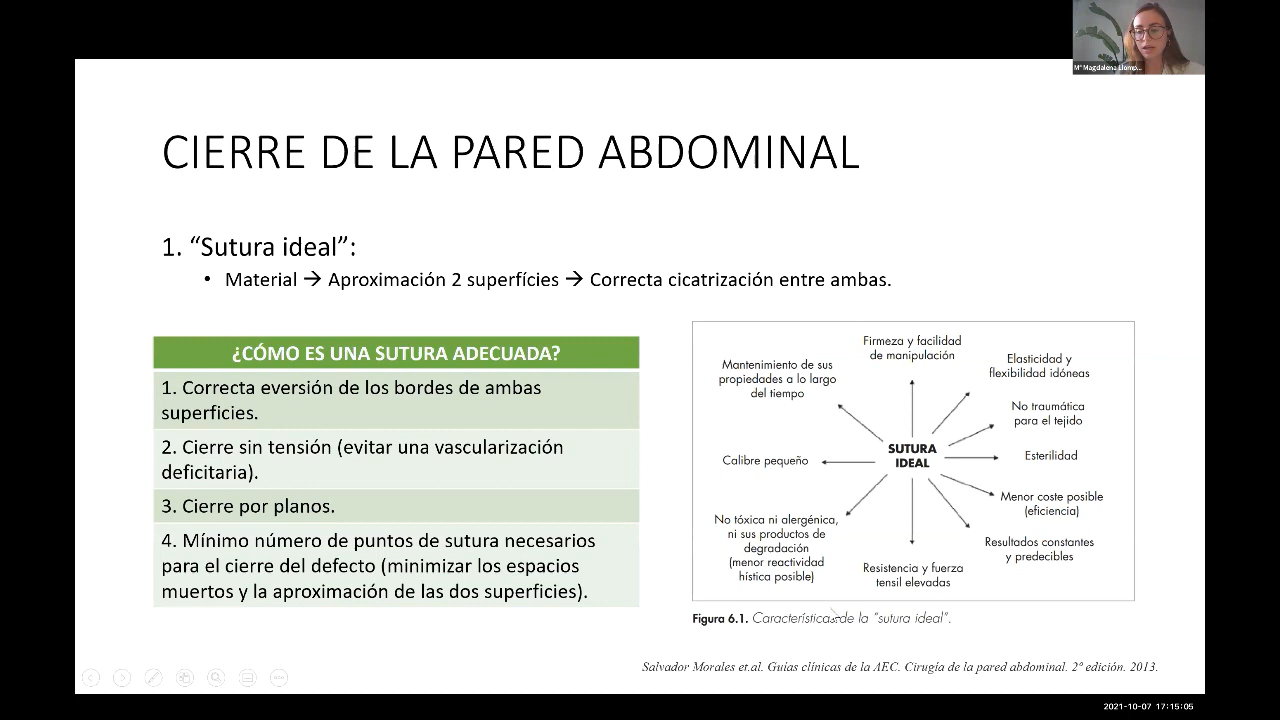 Mª Magdalena Llomp...
CIERRE DE LA PARED ABDOMINAL
1. “Sutura ideal”:
• Material → Aproximación 2 superfícies → Correcta cicatrización entre ambas.
¿CÓMO ES UNA SUTURA ADECUADA?
1. Correcta eversión de los bordes de ambas
superficies.
2. Cierre sin tensión (evitar una vascularización
deficitaria).
3. Cierre por planos.
4. Mínimo número de puntos de sutura necesarios
para el cierre del defecto (minimizar los espacios
muertos y la aproximación de las dos superficies).
Firmeza y facilidad
de manipulación
Elasticidad y
flexibilidad idóneas
No traumática
para el tejido
Esterilidad
Menor coste posible
(eficiencia)
Resultados constantes
y predecibles
Resistencia y fuerza
tensil elevadas
No tóxica ni alergénica,
ni sus productos de
degradación
(menor reactividad
hística posible)
Calibre pequeño
Mantenimiento de sus
propiedades a lo largo
del tiempo
SUTURA
IDEAL
Figura 6.1. Características de la “sutura ideal”.
Salvador Morales et.al. Guías clínicas de la AEC. Cirugía de la pared abdominal. 2º edición. 2013.
2021-10-07 17:15:05